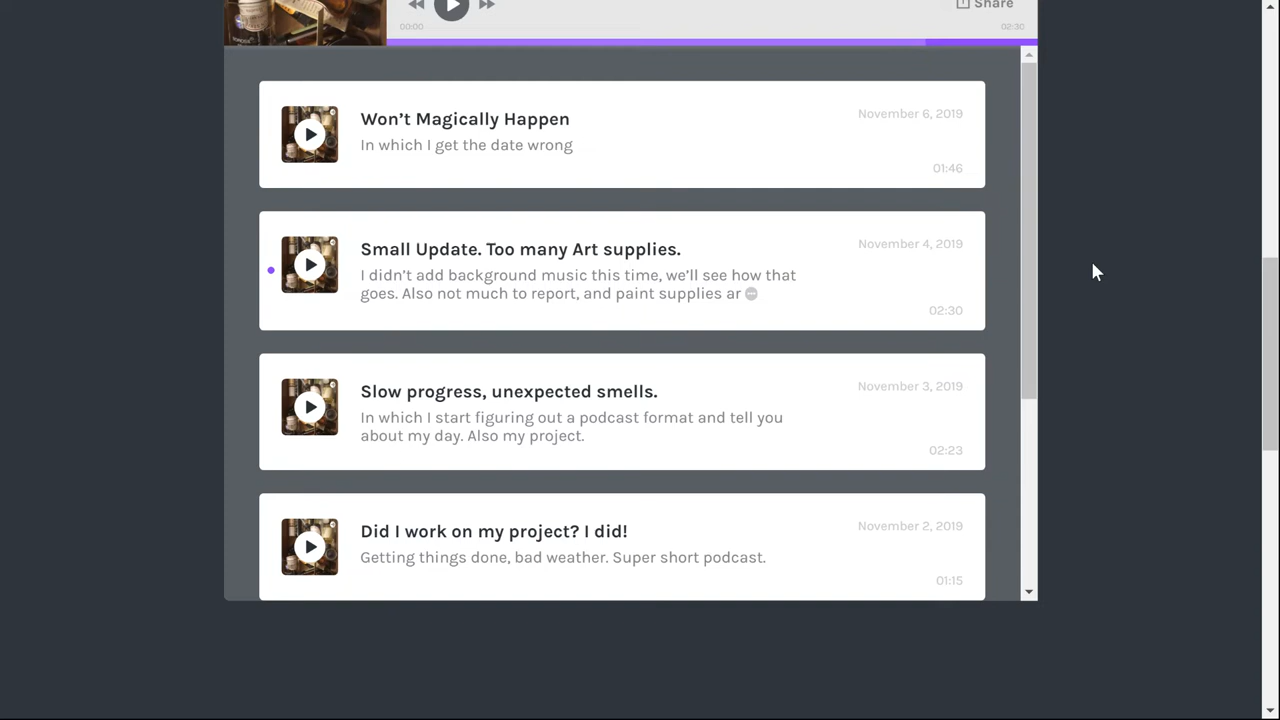 Share
00:00
02:30
Won't Magically Happen
November 6, 2019
In which I get the date wrong
01:46
Small Update. Too many Art supplies.
November 4, 2019
I didn't add background music this time, we'll see how that
goes. Also not much to report, and paint supplies ar
02:30
Slow progress, unexpected smells.
November 3, 2019
In which I start figuring out a podcast format and tell you
about my day. Also my project.
02:23
Did I work on my project? I did!
November 2, 2019
Getting things done, bad weather. Super short podcast.
01:15